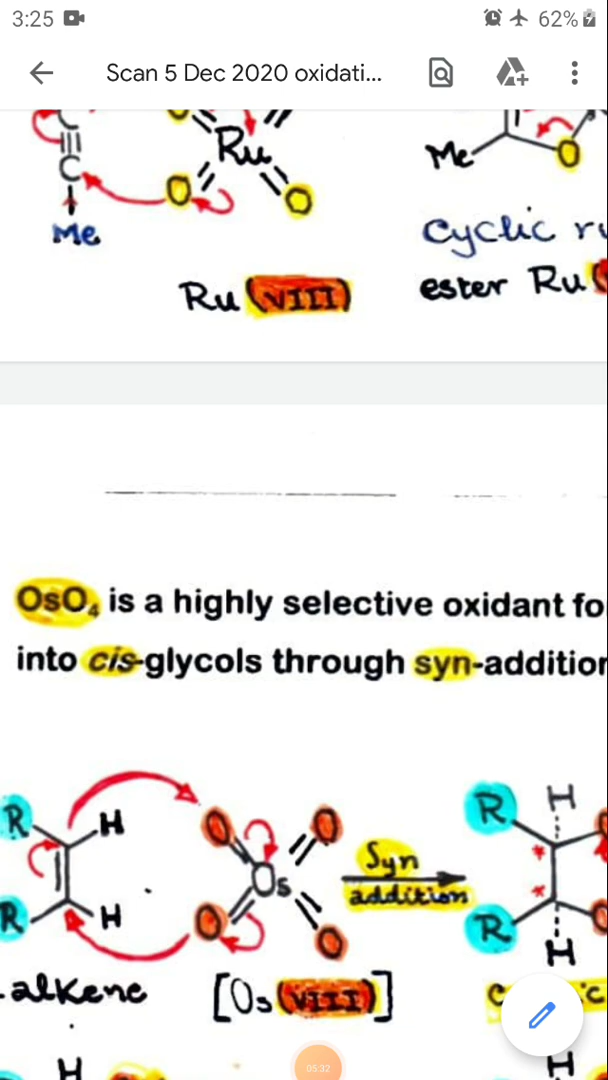 3:25 62%
Scan 5 Dec 2020 oxidati...
C
Ru
O O
Me
Me O
Cyclic
Ru (VIII) ester Ru
OsO4 is a highly selective oxidant fo
into cis-glycols through syn-addition
R H O O Syn R H
Os addition
R H O O R H
alkene [Os (VIII)]
H 05:32 H